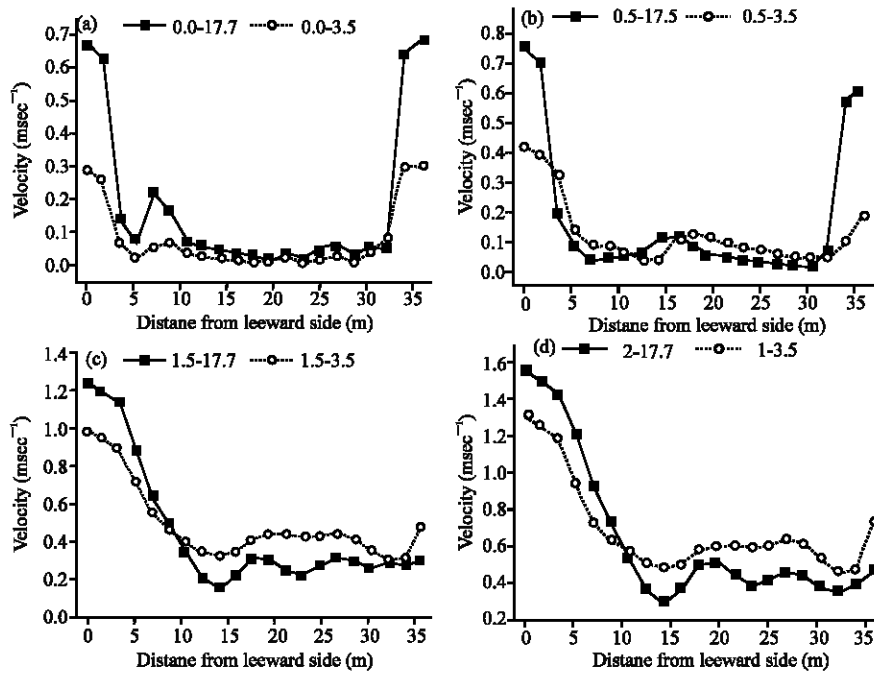 (a) 0.0-17.7 0.0-3.5
0.7
0.6
0.5
0.4
0.3
0.2
0.1
0.0
Velocity (msec⁻¹)
0 5 10 15 20 25 30 35
Distane from leeward side (m)
(b) 0.5-17.5 0.5-3.5
0.8
0.7
0.6
0.5
0.4
0.3
0.2
0.1
0.0
Velocity (msec⁻¹)
0 5 10 15 20 25 30 35
Distane from leeward side (m)
(c) 1.5-17.7 1.5-3.5
1.4
1.2
1.0
0.8
0.6
0.4
0.2
0.0
Velocity (msec⁻¹)
0 5 10 15 20 25 30 35
Distane from leeward side (m)
(d) 2-17.7 1-3.5
1.6
1.4
1.2
1.0
0.8
0.6
0.4
0.2
Velocity (msec⁻¹)
0 5 10 15 20 25 30 35
Distane from leeward side (m)